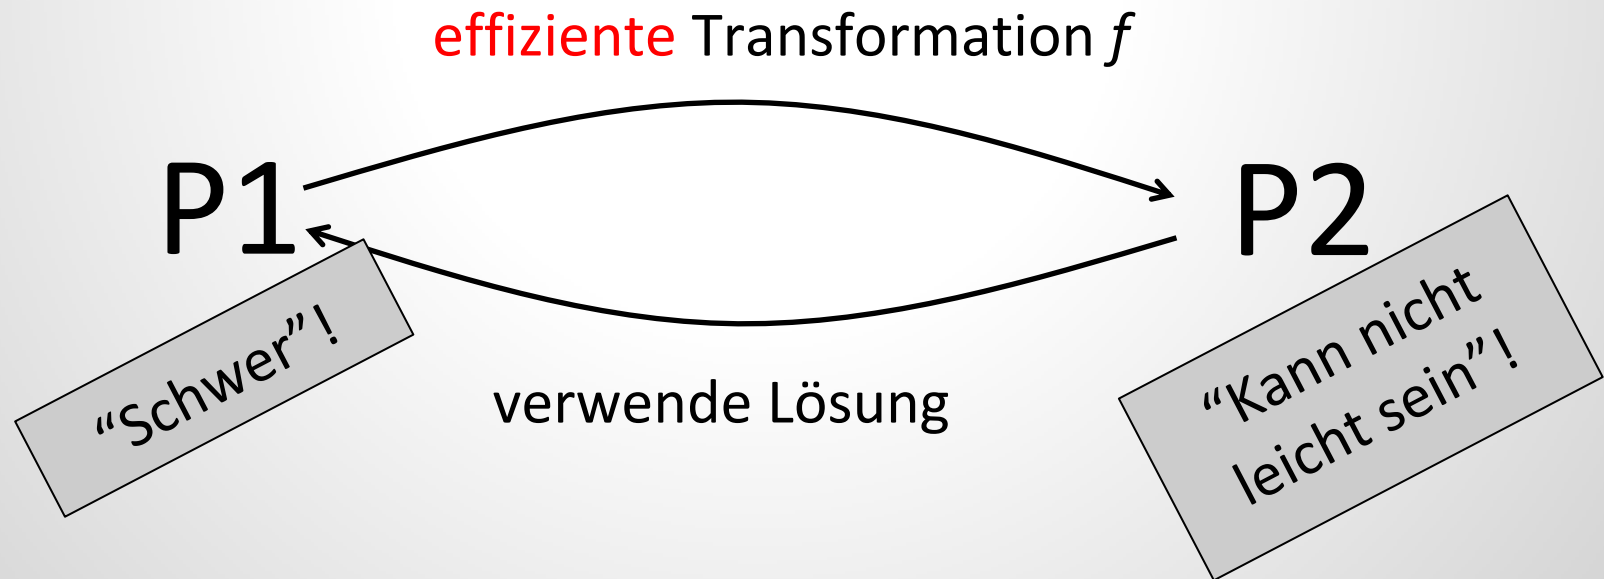 effiziente Transformation f
P1
P2
“Schwer”!
“Kann nicht
leicht sein”!
verwende Lösung